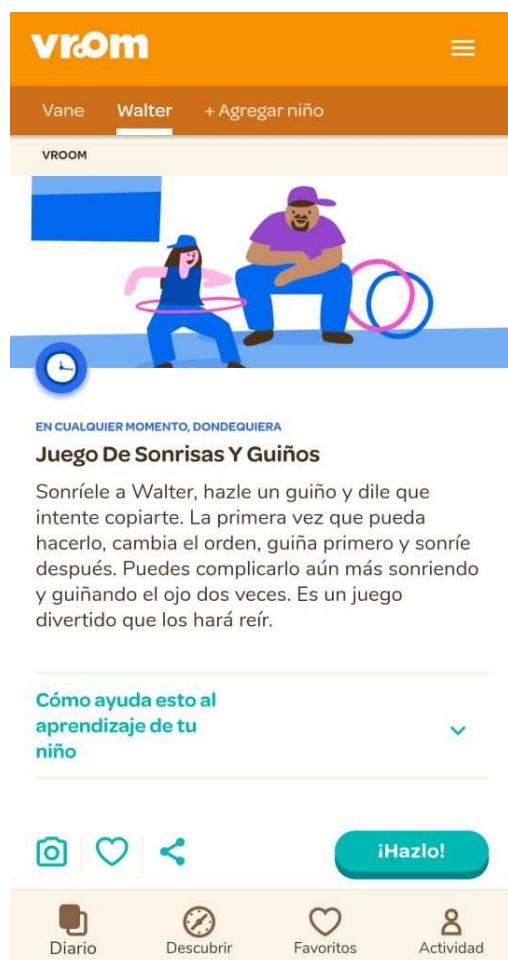 vroom
Vane Walter + Agregar niño
VROOM
EN CUALQUIER MOMENTO, DONDEQUIERA
Juego De Sonrisas Y Guiños
Sonríele a Walter, hazle un guiño y dile que
intente copiarte. La primera vez que pueda
hacerlo, cambia el orden, guiña primero y sonríe
después. Puedes complicarlo aún más sonriendo
y guiñando el ojo dos veces. Es un juego
divertido que los hará reír.
Cómo ayuda esto al
aprendizaje de tu
niño
¡Hazlo!
Diario Descubrir Favoritos Actividad